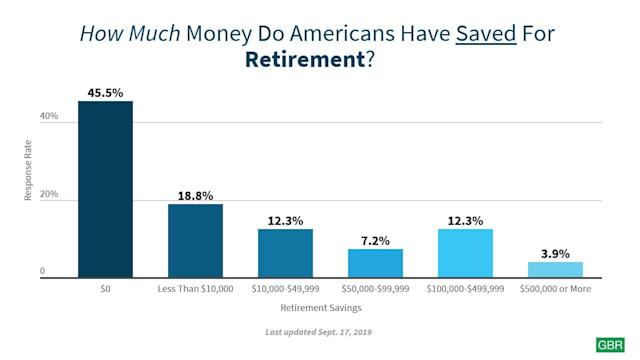 How Much Money Do Americans Have Saved For
Retirement?
45.5%
40%
18.8%
20%
12.3%
7.2%
12.3%
3.9%
0
Response Rate
$0
Less Than $10,000
$10,000-$49,999
$50,000-$99,999
$100,000-$499,999
$500,000 or More
Retirement Savings
Last updated Sept. 17, 2019
GBR